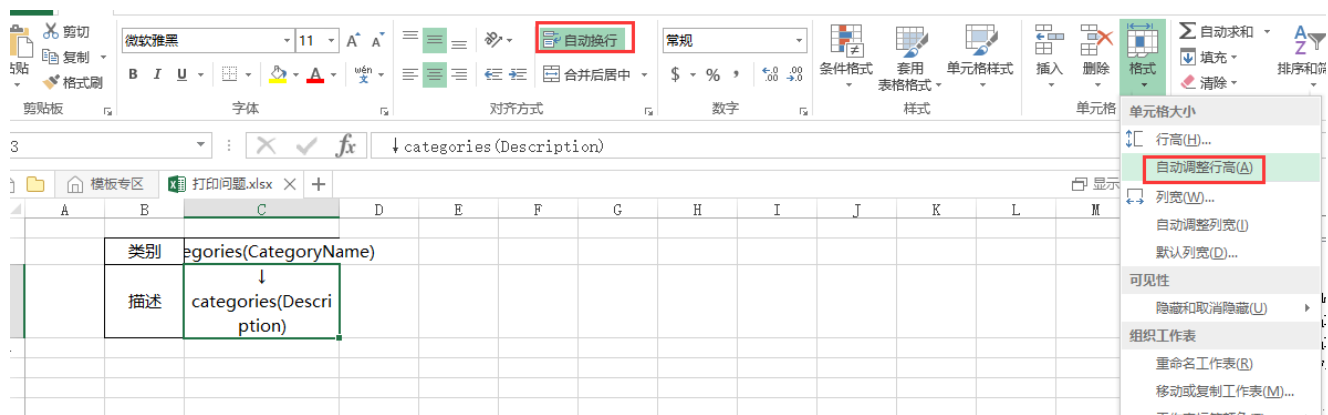 剪切
微软雅黑
11
自动换行
常规
自动求和
复制
填充
格式刷
B I U
wén
合并后居中
$ % ,
条件格式
套用
表格格式
单元格样式
插入
删除
格式
清除
排序和筛
剪贴板
字体
对齐方式
数字
样式
单元格
单元格大小
3
fx
↓categories(Description)
行高(H)...
自动调整行高(A)
模板专区
打印问题.xlsx
显示
列宽(W)...
A B C D E F G H I J K L M
自动调整列宽(I)
类别
egories(CategoryName)
默认列宽(D)...
可见性
描述
↓
categories(Descri
ption)
隐藏和取消隐藏(U)
组织工作表
重命名工作表(R)
移动或复制工作表(M)...